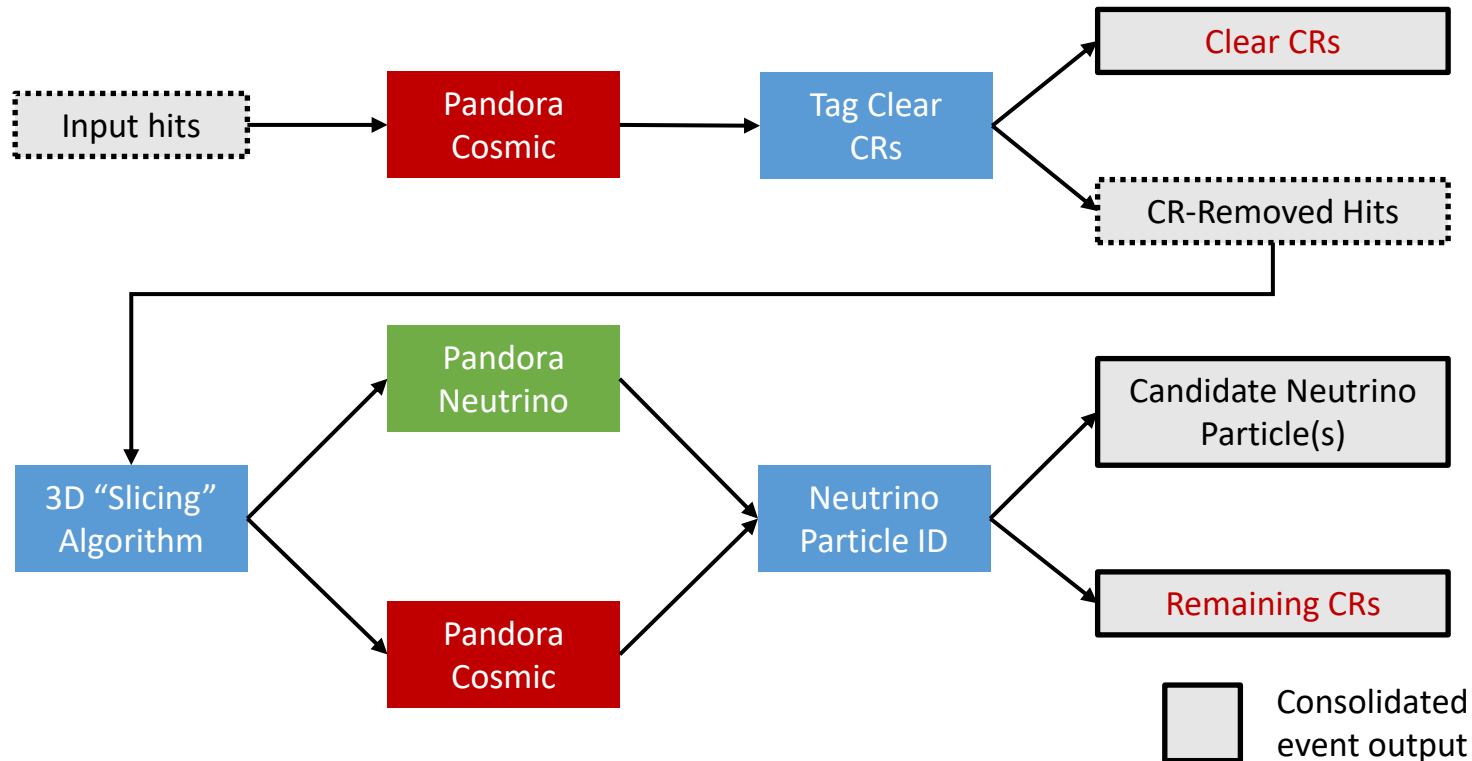 Input hits
Pandora
Cosmic
Tag Clear
CRs
Clear CRs
CR-Removed Hits
3D “Slicing”
Algorithm
Pandora
Neutrino
Pandora
Cosmic
Neutrino
Particle ID
Candidate Neutrino
Particle(s)
Remaining CRs
Consolidated
event output